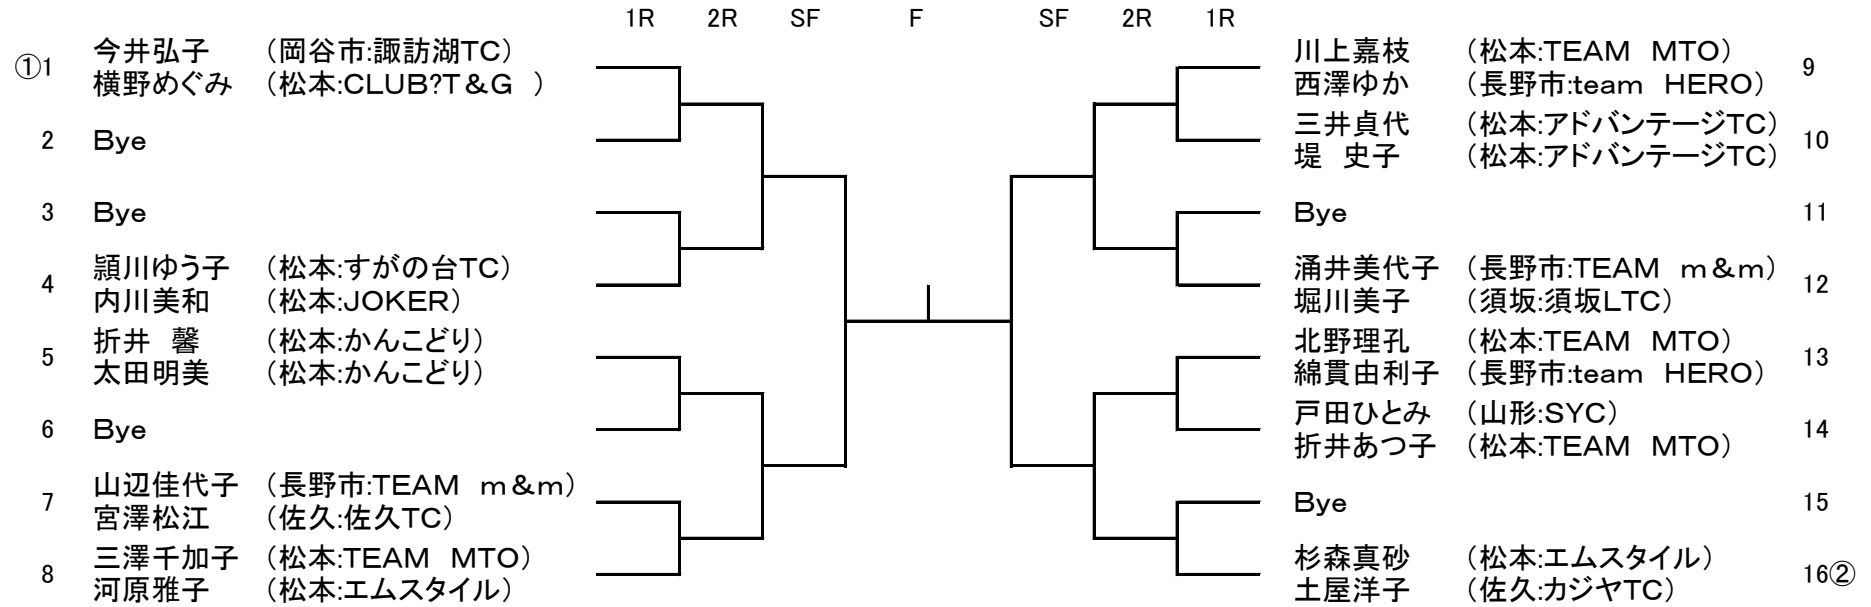 1R 2R SF F SF 2R 1R
①1 今井弘子 （岡谷市:諏訪湖TC）
横野めぐみ （松本:CLUB?T＆G ）
2 Bye
3 Bye
4 頴川ゆう子 （松本:すがの台TC）
内川美和 （松本:JOKER）
5 折井 馨 （松本:かんこどり）
太田明美 （松本:かんこどり）
6 Bye
7 山辺佳代子 （長野市:TEAM m＆m）
宮澤松江 （佐久:佐久TC）
8 三澤千加子 （松本:TEAM MTO）
河原雅子 （松本:エムスタイル）
川上嘉枝 （松本:TEAM MTO） 9
西澤ゆか （長野市:team HERO）
三井貞代 （松本:アドバンテージTC） 10
堤 史子 （松本:アドバンテージTC）
Bye 11
涌井美代子 （長野市:TEAM m＆m） 12
堀川美子 （須坂:須坂LTC）
北野理孔 （松本:TEAM MTO） 13
綿貫由利子 （長野市:team HERO）
戸田ひとみ （山形:SYC） 14
折井あつ子 （松本:TEAM MTO）
Bye 15
杉森真砂 （松本:エムスタイル） 16②
土屋洋子 （佐久:カジヤTC）